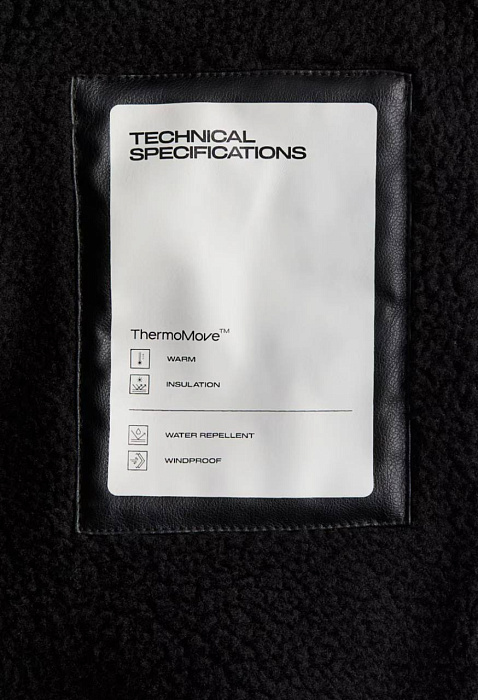 TECHNICAL
SPECIFICATIONS
ThermoMove™
WARM
INSULATION
WATER REPELLENT
WINDPROOF